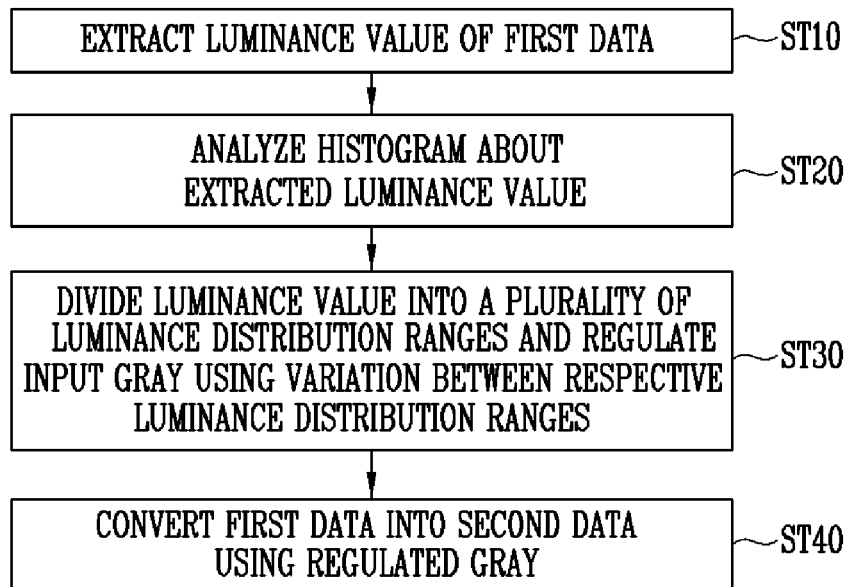 EXTRACT LUMINANCE VALUE OF FIRST DATA
ST10
ANALYZE HISTOGRAM ABOUT
EXTRACTED LUMINANCE VALUE
ST20
DIVIDE LUMINANCE VALUE INTO A PLURALITY OF
LUMINANCE DISTRIBUTION RANGES AND REGULATE
INPUT GRAY USING VARIATION BETWEEN RESPECTIVE
LUMINANCE DISTRIBUTION RANGES
ST30
CONVERT FIRST DATA INTO SECOND DATA
USING REGULATED GRAY
ST40